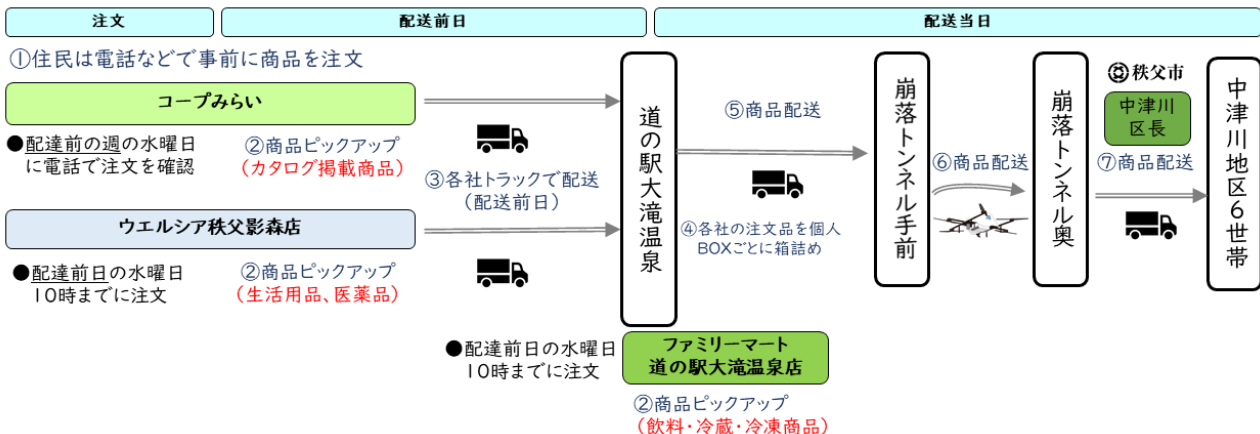 注文
配送前日
配送当日
①住民は電話などで事前に商品を注文
コープみらい
●配達前の週の水曜日
に電話で注文を確認
②商品ピックアップ
(カタログ掲載商品)
③各社トラックで配送
(配送前日)
ウエルシア秩父影森店
●配達前日の水曜日
10時までに注文
②商品ピックアップ
(生活用品、医薬品)
道の駅大滝温泉
●配達前日の水曜日
10時までに注文
ファミリーマート
道の駅大滝温泉店
②商品ピックアップ
(飲料・冷蔵・冷凍商品)
④各社の注文品を個人
BOXごとに箱詰め
⑤商品配送
崩落トンネル手前
⑥商品配送
崩落トンネル奥
秩父市
中津川
区長
⑦商品配送
中津川地区6世帯